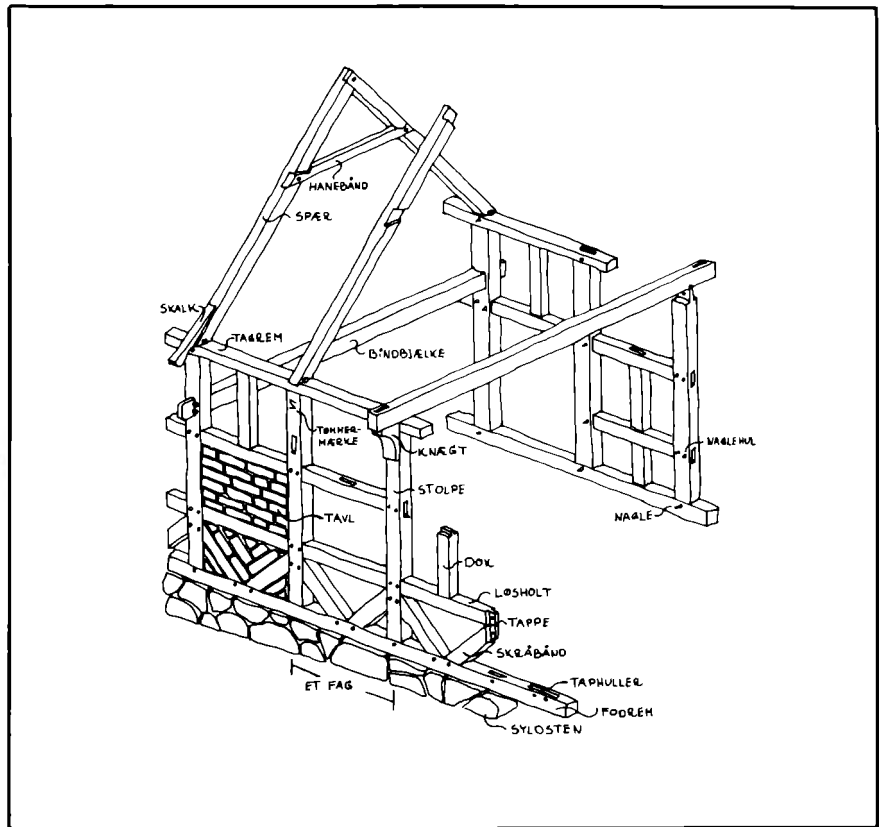 HANEBÅND
SPÆR
SKALK
TAGREM
BINDBJÆLKE
TØMMER-
MÆRKE
KNÆGT
NAGLEHUL
STOLPE
TAVL
NAGLE
DOK
LØSHOLT
TAPPE
SKRÅBÅND
TAPHULLER
ET FAG
FODREM
SYLDSTEN